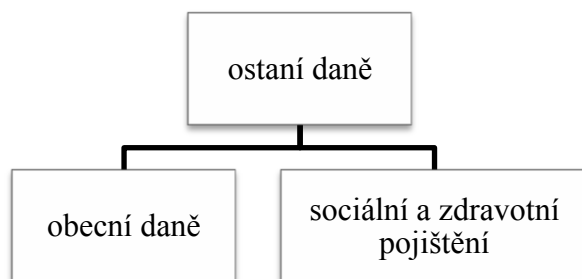 ostaní daně
obecní daně
sociální a zdravotní
pojištění